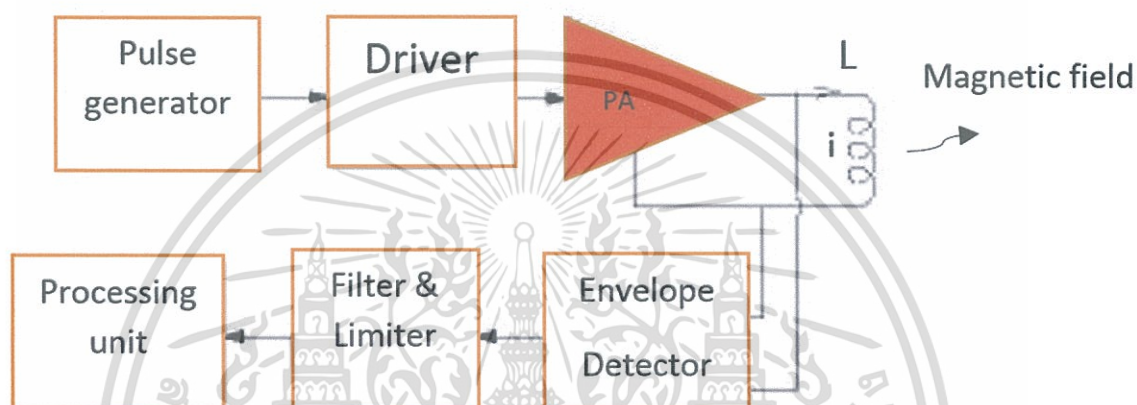 Pulse
generator
Driver
PA
L
Magnetic field
i
Processing
unit
Filter &
Limiter
Envelope
Detector